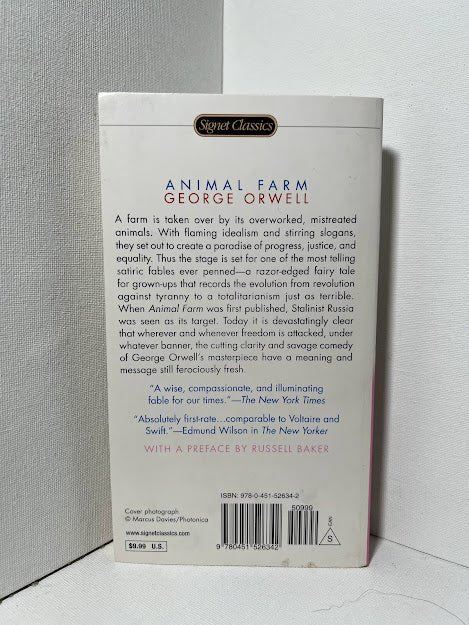 Signet Classics
ANIMAL FARM
GEORGE ORWELL
A farm is taken over by its overworked, mistreated
animals. With flaming idealism and stirring slogans,
they set out to create a paradise of progress, justice, and
equality. Thus the stage is set for one of the most telling
satiric fables ever penned—a razor-edged fairy tale
for grown-ups that records the evolution from revolution
against tyranny to a totalitarianism just as terrible.
When Animal Farm was first published, Stalinist Russia
was seen as its target. Today it is devastatingly clear
that wherever and whenever freedom is attacked, under
whatever banner, the cutting clarity and savage comedy
of George Orwell's masterpiece have a meaning and
message still ferociously fresh.
"A wise, compassionate, and illuminating
fable for our times."—The New York Times
"Absolutely first-rate...comparable to Voltaire and
Swift."—Edmund Wilson in The New Yorker
WITH A PREFACE BY RUSSELL BAKER
ISBN: 978-0-451-52634-2
50999
Cover photograph
© Marcus Davies/Photonica
www.signetclassics.com
$9.99 U.S.
9 780451 526342
S